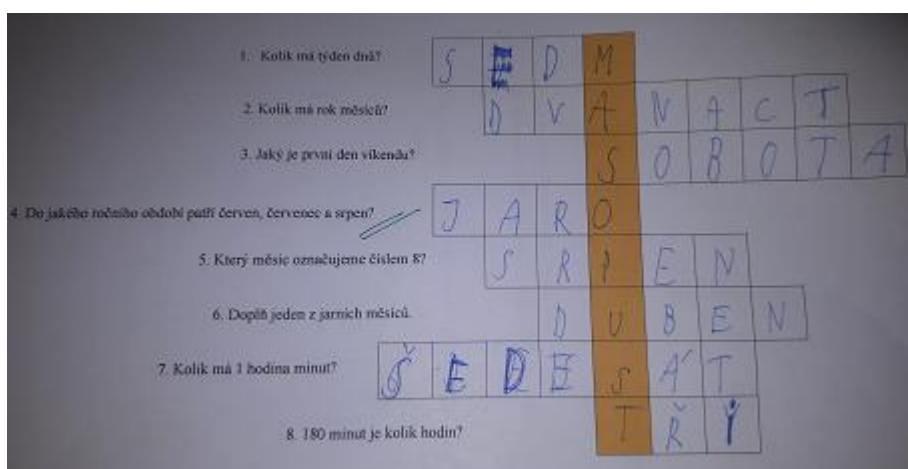 1. Kolik má týden dnů? SEDM
2. Kolik má rok měsíců? DVANACT
3. Jaký je první den víkendu? SOBOTA
4. Do jakého ročního období patří červen, červenec a srpen? JARO
5. Který měsíc označujeme číslem 8? SRPEN
6. Doplň jeden z jarních měsíců. DUBEN
7. Kolik má 1 hodina minut? ŠEDESÁT
8. 180 minut je kolik hodin? TŘI